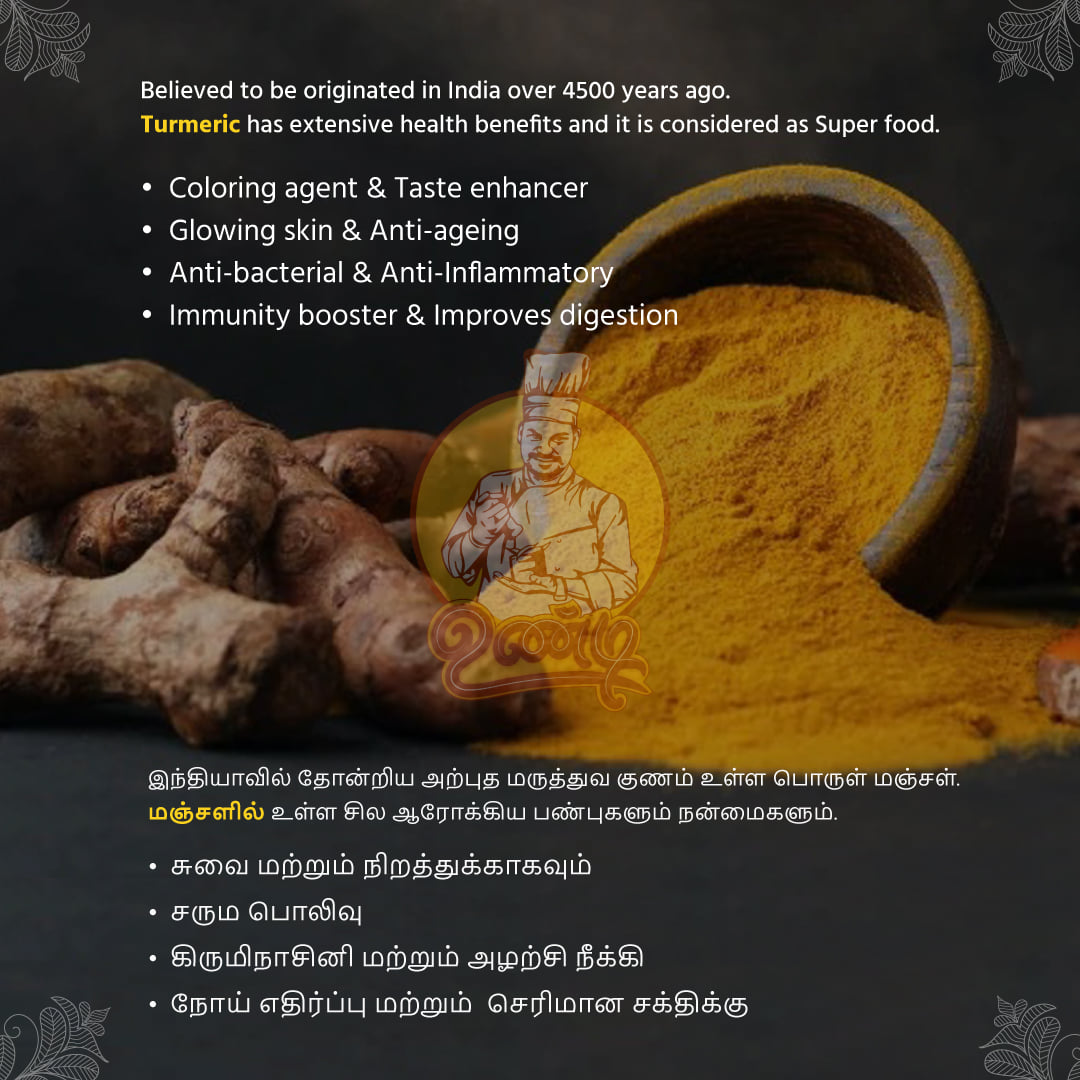 Believed to be originated in India over 4500 years ago.
Turmeric has extensive health benefits and it is considered as Super food.
• Coloring agent & Taste enhancer
• Glowing skin & Anti-ageing
• Anti-bacterial & Anti-Inflammatory
• Immunity booster & Improves digestion
உண்டி
இந்தியாவில் தோன்றிய அற்புத மருத்துவ குணம் உள்ள பொருள் மஞ்சள்.
மஞ்சளில் உள்ள சில ஆரோக்கிய பண்புகளும் நன்மைகளும்.
• சுவை மற்றும் நிறத்துக்காகவும்
• சரும பொலிவு
• கிருமிநாசினி மற்றும் அழற்சி நீக்கி
• நோய் எதிர்ப்பு மற்றும் செரிமான சக்திக்கு